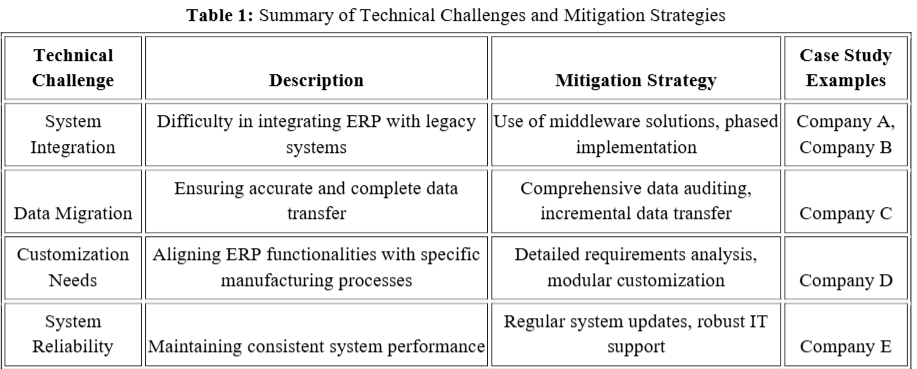 Table 1: Summary of Technical Challenges and Mitigation Strategies
Technical
Challenge
Description
Mitigation Strategy
Case Study
Examples
System
Integration
Difficulty in integrating ERP with legacy
systems
Use of middleware solutions, phased
implementation
Company A,
Company B
Data Migration
Ensuring accurate and complete data
transfer
Comprehensive data auditing,
incremental data transfer
Company C
Customization
Needs
Aligning ERP functionalities with specific
manufacturing processes
Detailed requirements analysis,
modular customization
Company D
System
Reliability
Maintaining consistent system performance
Regular system updates, robust IT
support
Company E